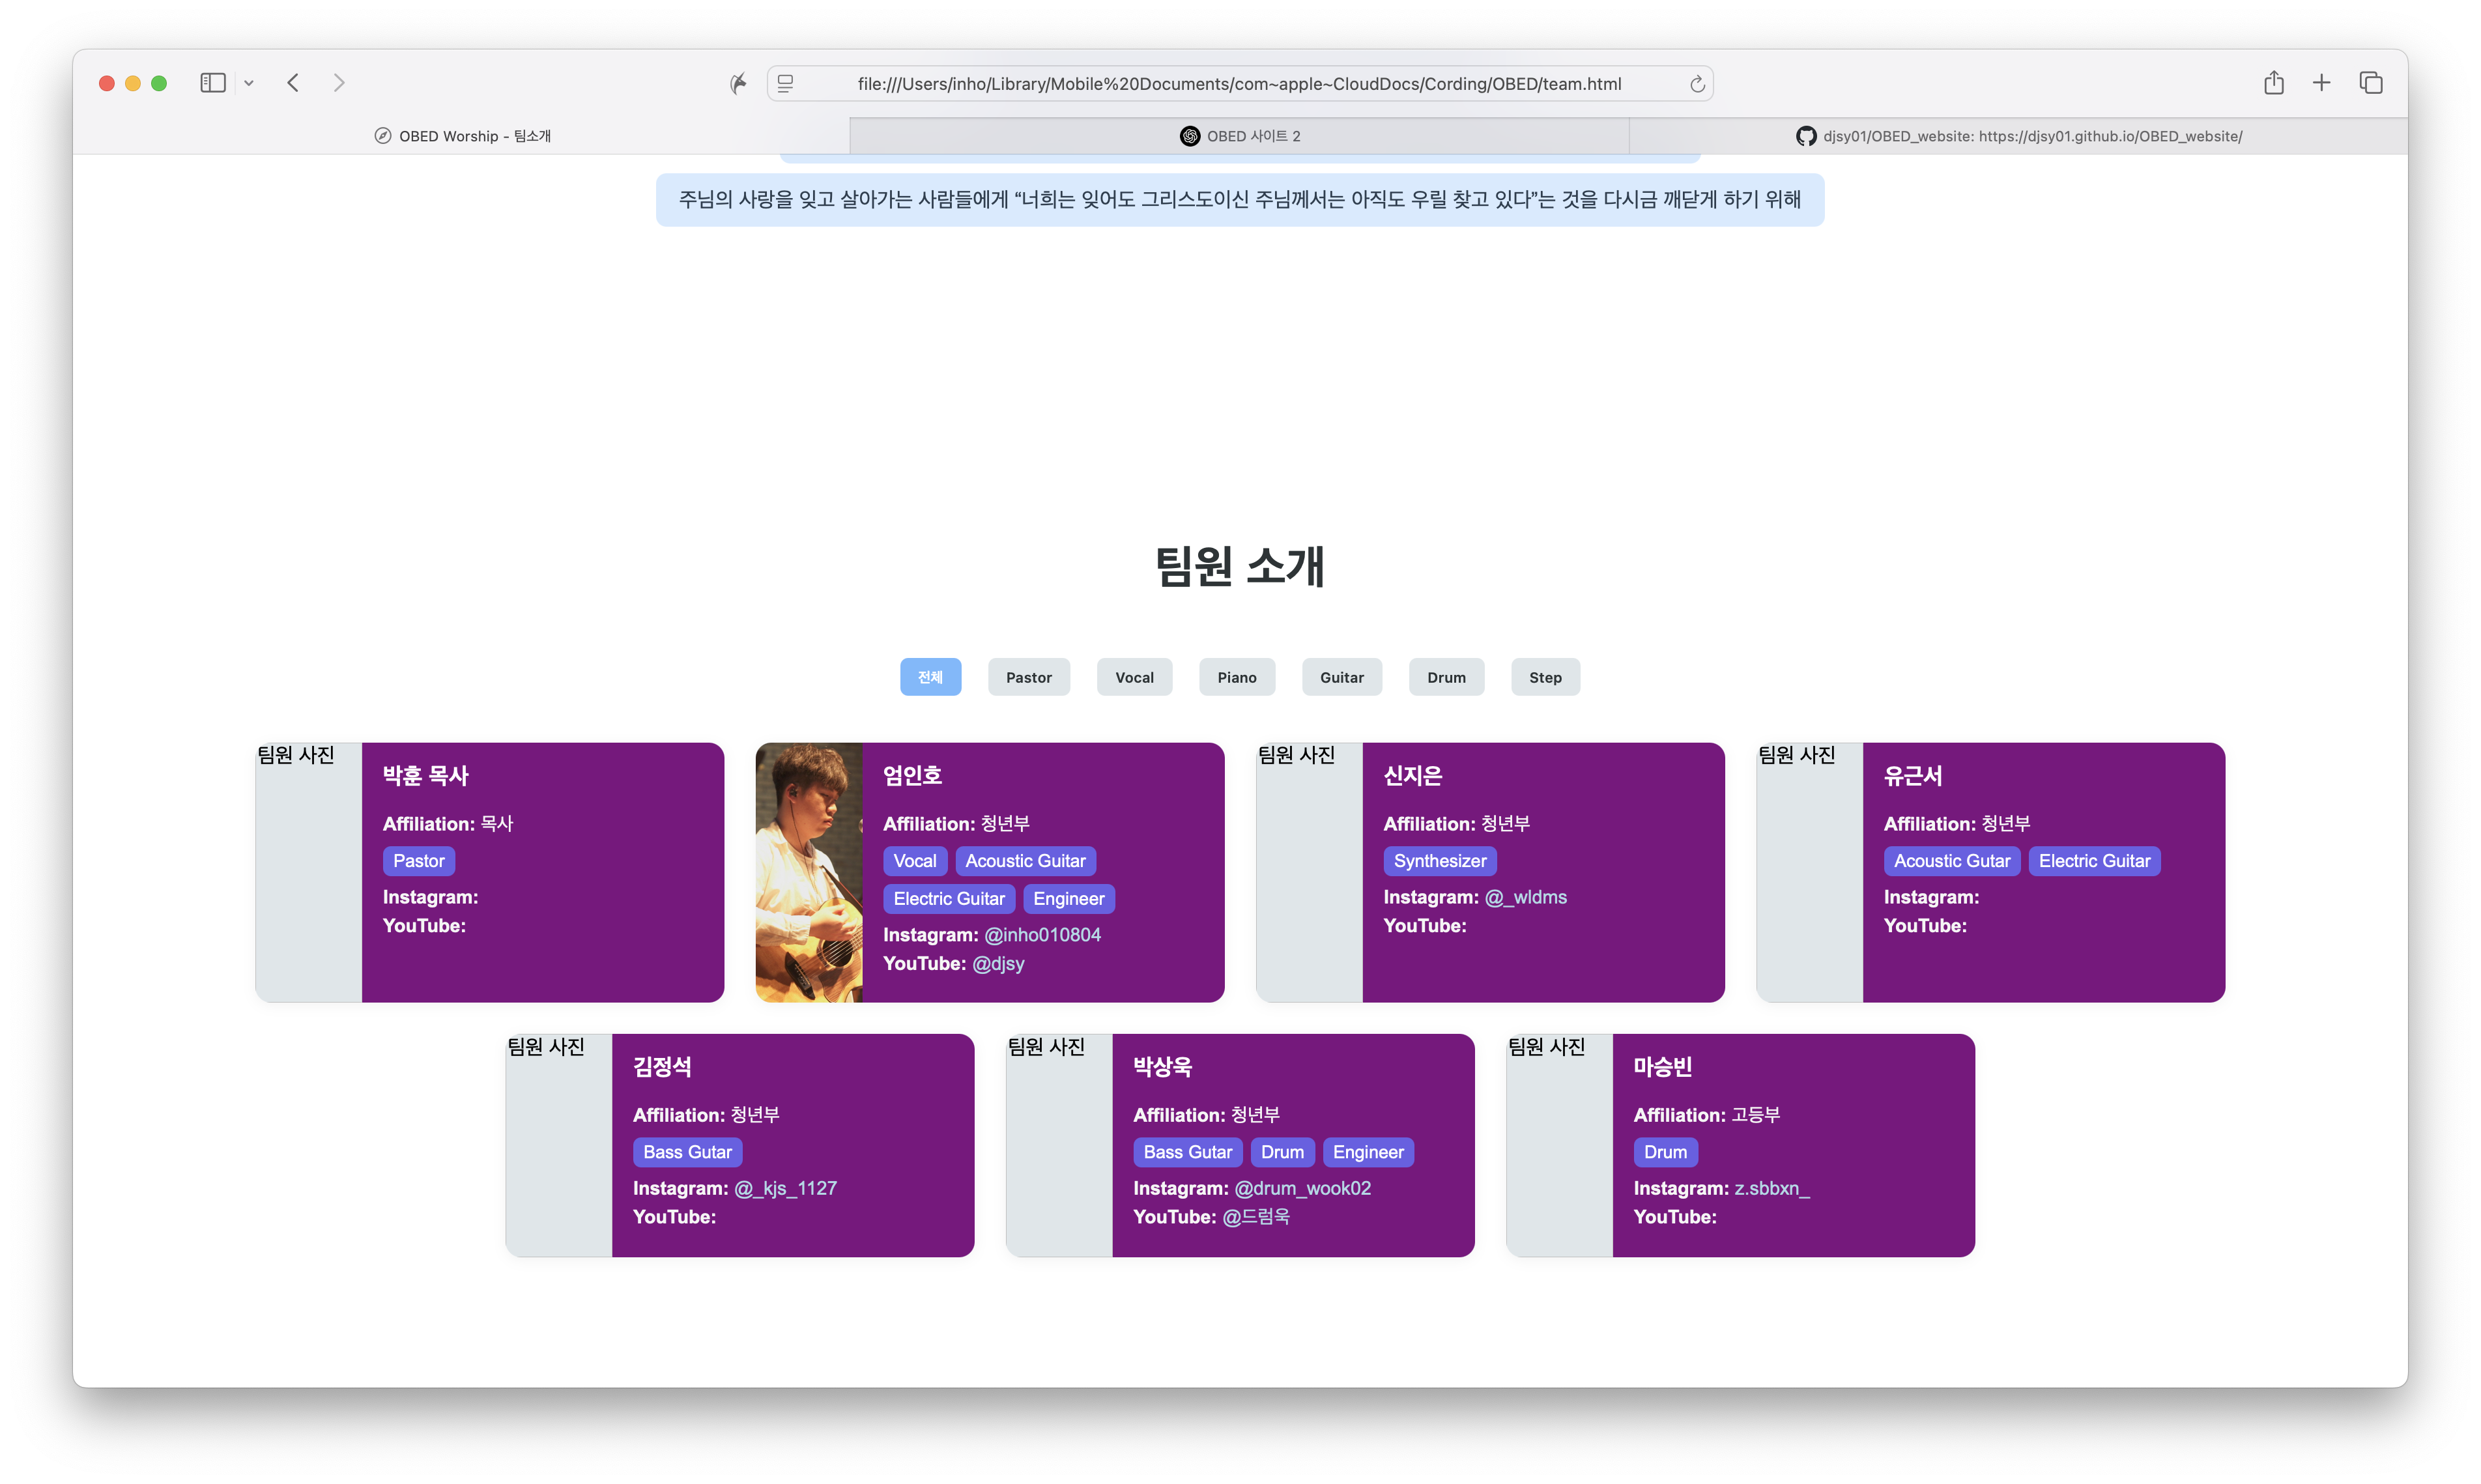 file:///Users/inho/Library/Mobile%20Documents/com~apple~CloudDocs/Cording/OBED/team.html
OBED Worship - 팀소개
OBED 사이트 2
djsy01/OBED_website: https://djsy01.github.io/OBED_website/
주님의 사랑을 잊고 살아가는 사람들에게 “너희는 잊어도 그리스도이신 주님께서는 아직도 우릴 찾고 있다”는 것을 다시금 깨닫게 하기 위해
팀원 소개
전체
Pastor
Vocal
Piano
Guitar
Drum
Step
팀원 사진
박훈 목사
Affiliation: 목사
Pastor
Instagram:
YouTube:
엄인호
Affiliation: 청년부
Vocal Acoustic Guitar
Electric Guitar Engineer
Instagram: @inho010804
YouTube: @djsy
팀원 사진
신지은
Affiliation: 청년부
Synthesizer
Instagram: @_wldms
YouTube:
팀원 사진
유근서
Affiliation: 청년부
Acoustic Gutar Electric Guitar
Instagram:
YouTube:
팀원 사진
김정석
Affiliation: 청년부
Bass Gutar
Instagram: @_kjs_1127
YouTube:
팀원 사진
박상욱
Affiliation: 청년부
Bass Gutar Drum Engineer
Instagram: @drum_wook02
YouTube: @드럼욱
팀원 사진
마승빈
Affiliation: 고등부
Drum
Instagram: z.sbbxn_
YouTube: